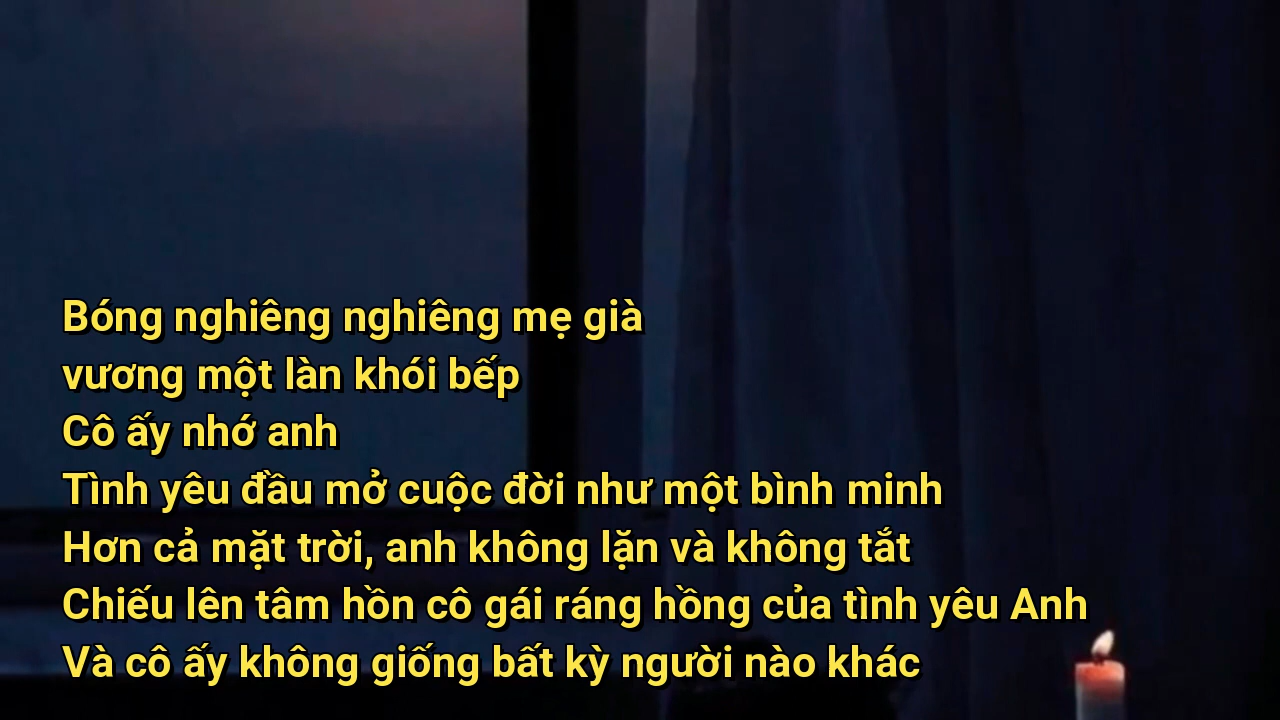 Bóng nghiêng nghiêng mẹ già
vương một làn khói bếp
Cô ấy nhớ anh
Tình yêu đầu mở cuộc đời như một bình minh
Hơn cả mặt trời, anh không lặn và không tắt
Chiếu lên tâm hồn cô gái ráng hồng của tình yêu Anh
Và cô ấy không giống bất kỳ người nào khác